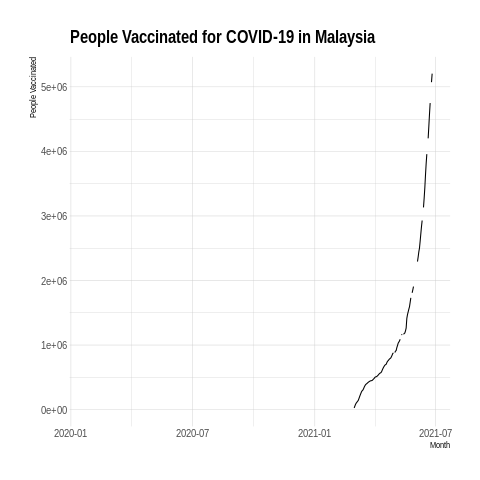 People Vaccinated for COVID-19 in Malaysia
People Vaccinated
5e+06
4e+06
3e+06
2e+06
1e+06
0e+00
2020-01
2020-07
2021-01
2021-07
Month